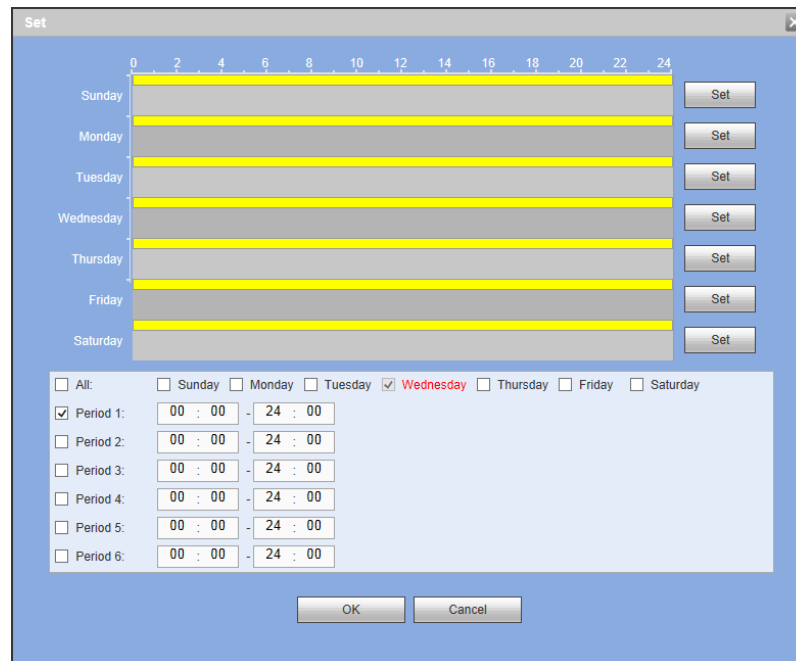 Set
0 2 4 6 8 10 12 14 16 18 20 22 24
Sunday Set
Monday Set
Tuesday Set
Wednesday Set
Thursday Set
Friday Set
Saturday Set
All: Sunday Monday Tuesday Wednesday Thursday Friday Saturday
Period 1: 00 : 00 - 24 : 00
Period 2: 00 : 00 - 24 : 00
Period 3: 00 : 00 - 24 : 00
Period 4: 00 : 00 - 24 : 00
Period 5: 00 : 00 - 24 : 00
Period 6: 00 : 00 - 24 : 00
OK Cancel